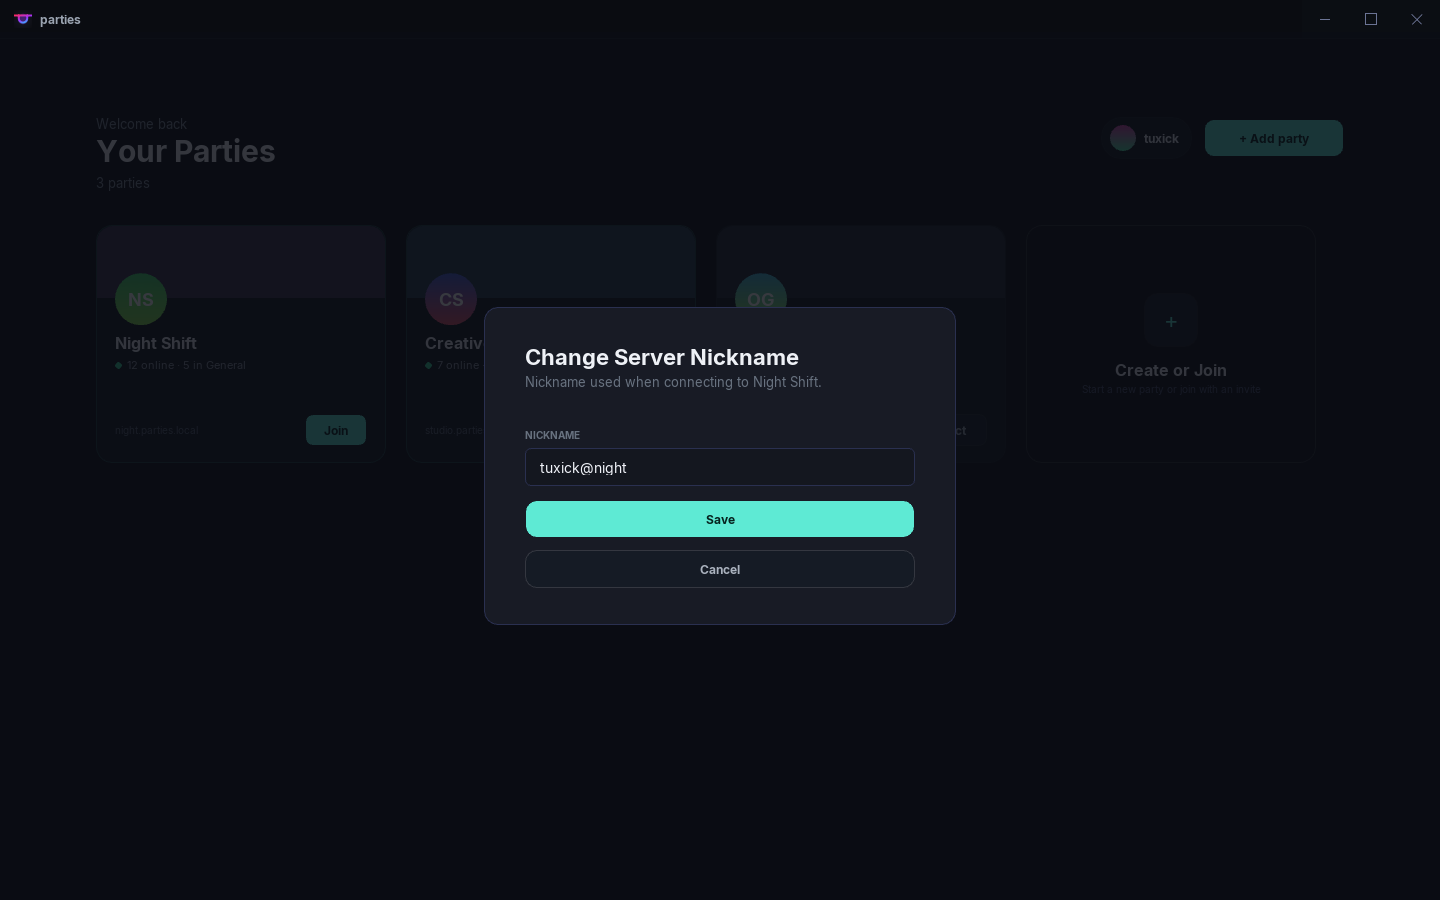 parties
Welcome back
Your Parties
3 parties
tuxick
+ Add party
NS
Night Shift
12 online · 5 in General
night.parties.local
Join
CS
Creativ
7 online
studio.partie
OG
ct
+
Create or Join
Start a new party or join with an invite
Change Server Nickname
Nickname used when connecting to Night Shift.
NICKNAME
tuxick@night
Save
Cancel